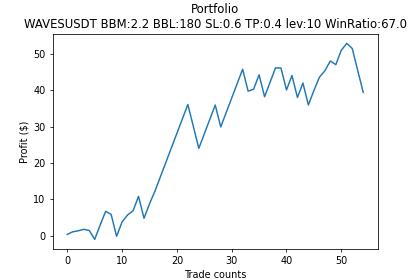 Portfolio
WAVESUSDT BBM:2.2 BBL:180 SL:0.6 TP:0.4 lev:10 WinRatio:67.0
Profit ($)
50
40
30
20
10
0
0 10 20 30 40 50
Trade counts